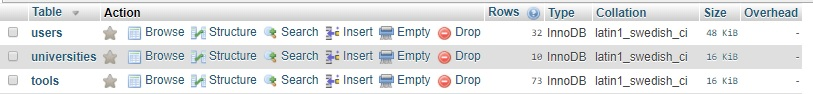 Table Action Rows Type Collation Size Overhead
users Browse Structure Search Insert Empty Drop 32 InnoDB latin1_swedish_ci 48 KiB -
universities Browse Structure Search Insert Empty Drop 10 InnoDB latin1_swedish_ci 16 KiB -
tools Browse Structure Search Insert Empty Drop 73 InnoDB latin1_swedish_ci 16 KiB -